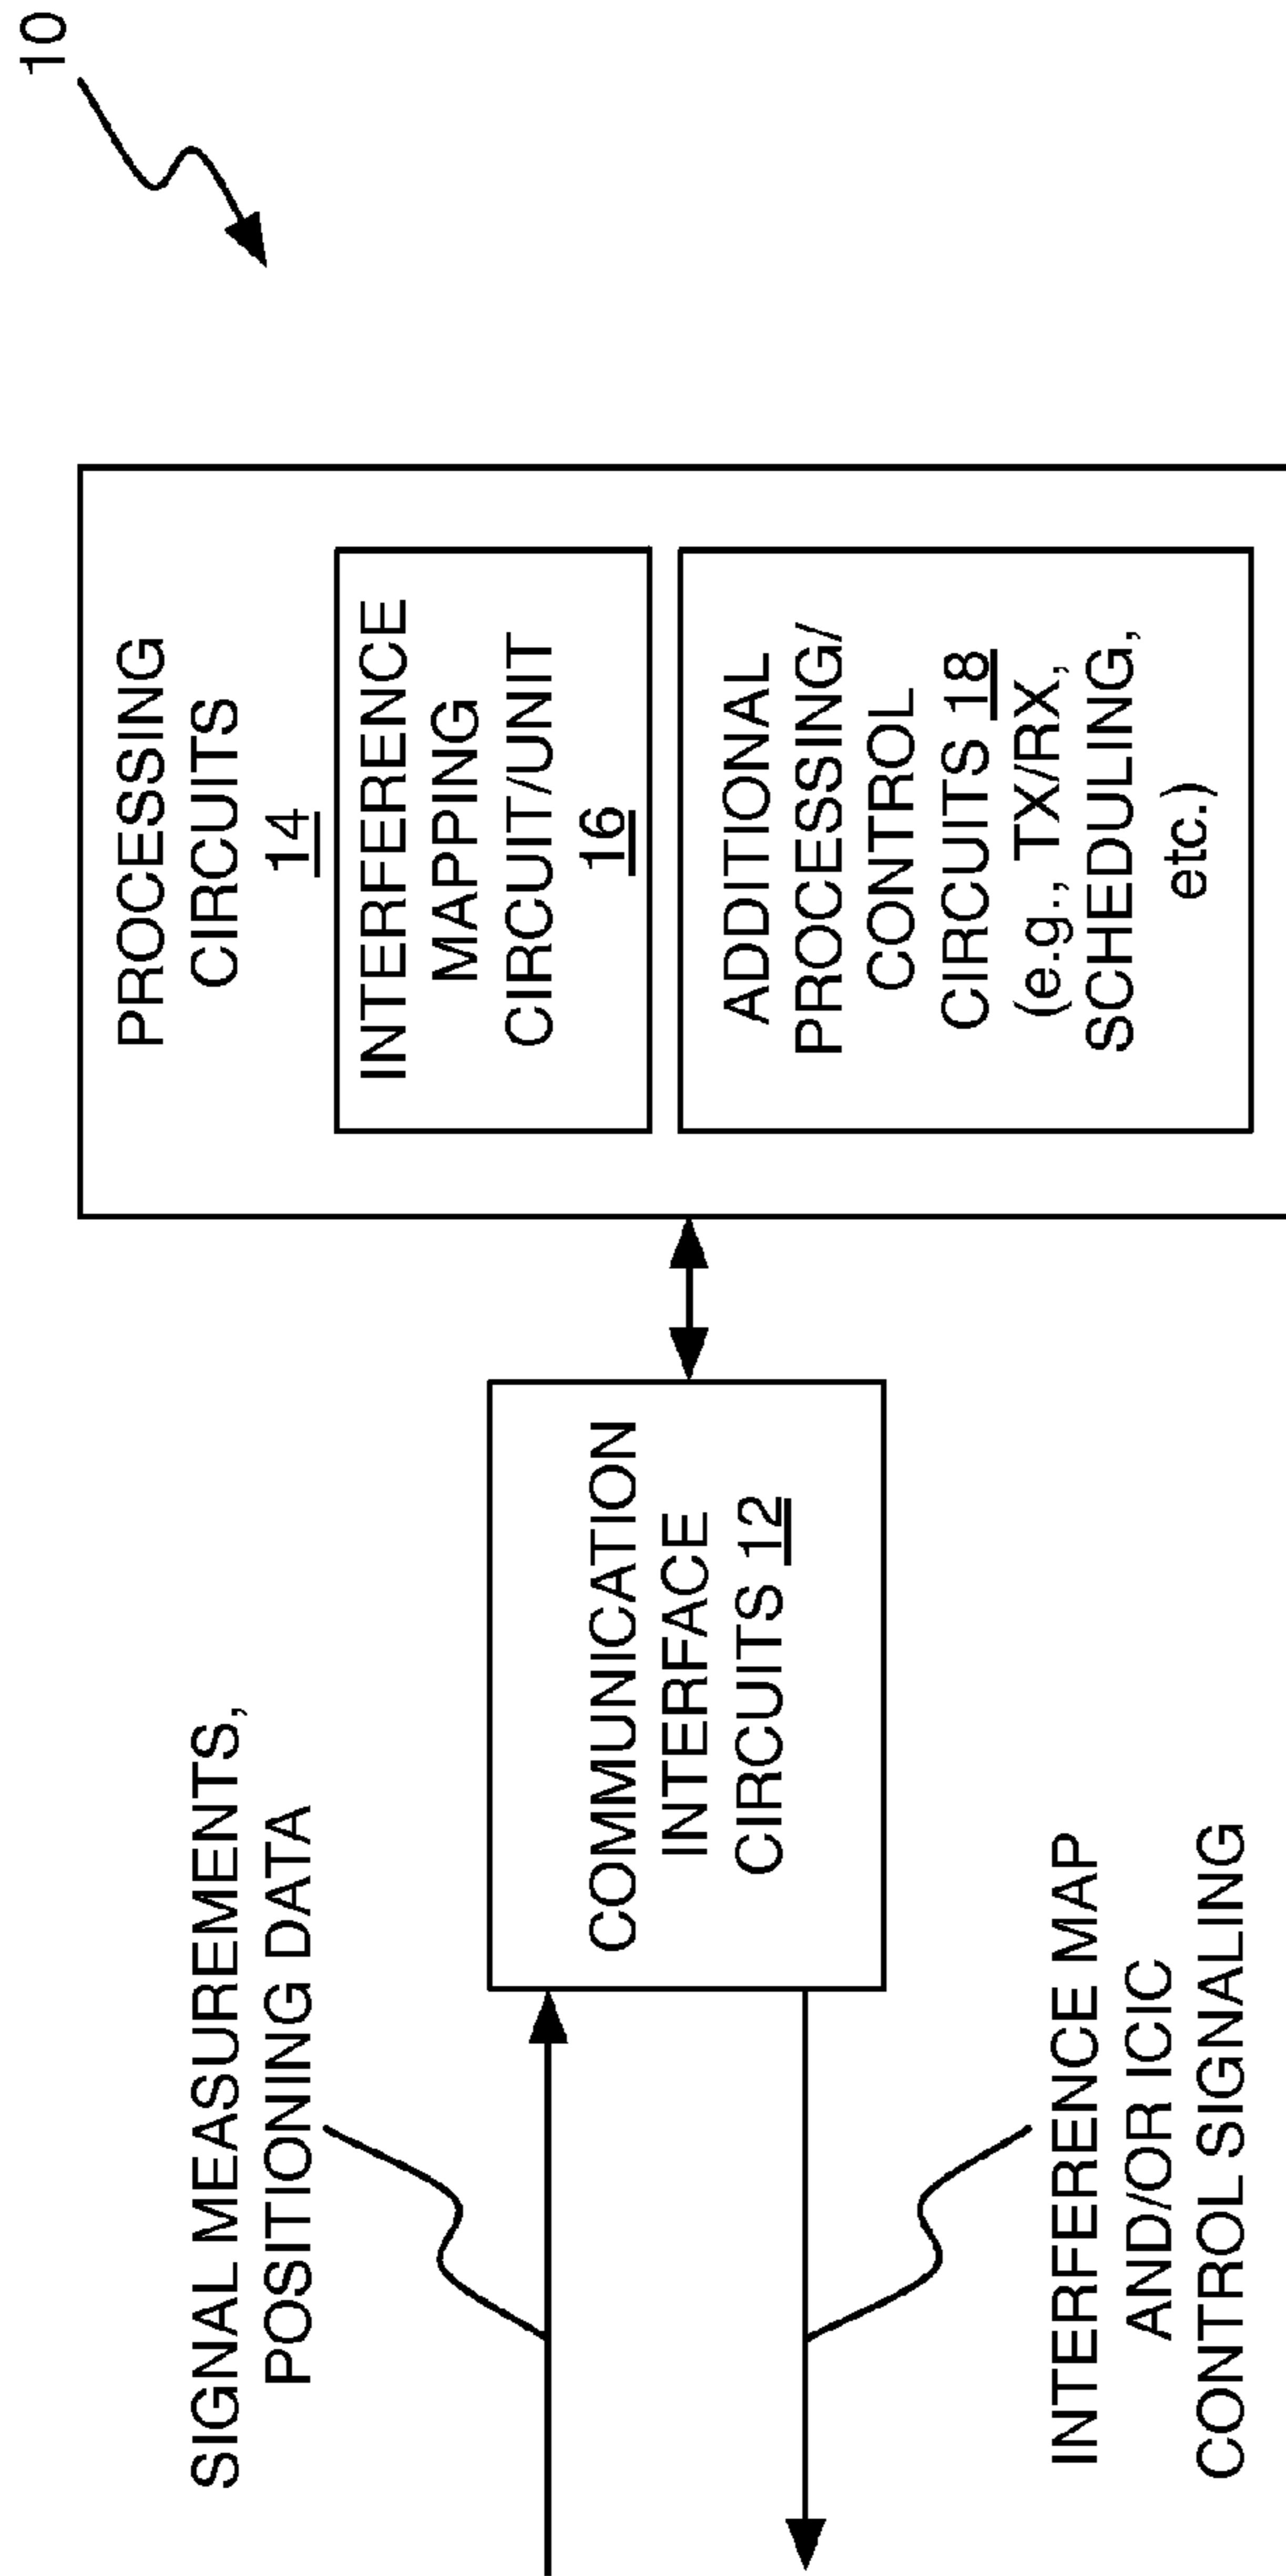 10
SIGNAL MEASUREMENTS,
POSITIONING DATA
COMMUNICATION
INTERFACE
CIRCUITS 12
INTERFERENCE MAP
AND/OR ICIC
CONTROL SIGNALING
PROCESSING
CIRCUITS
14
INTERFERENCE
MAPPING
CIRCUIT/UNIT
16
ADDITIONAL
PROCESSING/
CONTROL
CIRCUITS 18
(e.g., TX/RX,
SCHEDULING,
etc.)